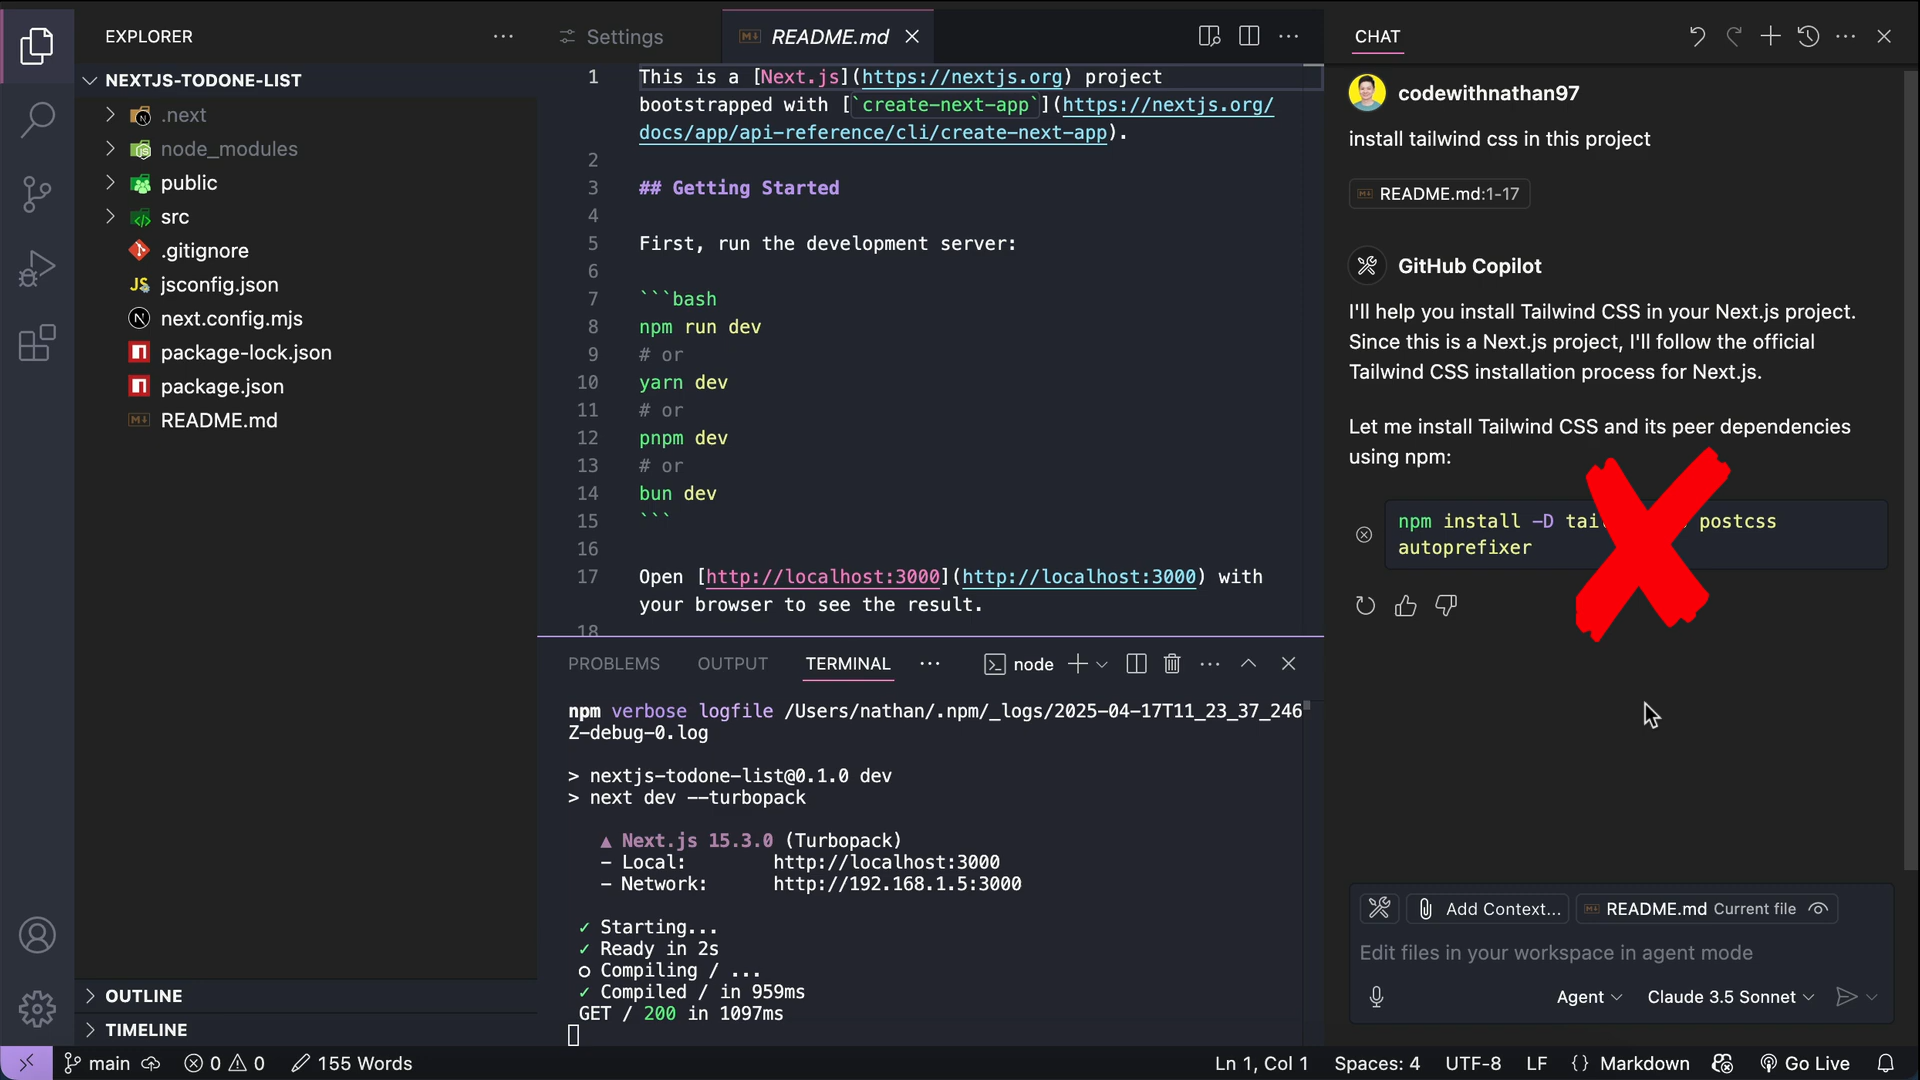 EXPLORER
NEXTJS-TODONE-LIST
.next
node_modules
public
src
.gitignore
JS jsconfig.json
N next.config.mjs
package-lock.json
package.json
README.md
OUTLINE
TIMELINE
Settings
README.md
1 This is a [Next.js](https://nextjs.org) project
bootstrapped with [`create-next-app`](https://nextjs.org/
docs/app/api-reference/cli/create-next-app).
2
3 ## Getting Started
4
5 First, run the development server:
6
7 ```bash
8 npm run dev
9 # or
10 yarn dev
11 # or
12 pnpm dev
13 # or
14 bun dev
15 ```
16
17 Open [http://localhost:3000](http://localhost:3000) with
your browser to see the result.
18
PROBLEMS OUTPUT TERMINAL node
npm verbose logfile /Users/nathan/.npm/_logs/2025-04-17T11_23_37_246
Z-debug-0.log
> nextjs-todone-list@0.1.0 dev
> next dev --turbopack
▲ Next.js 15.3.0 (Turbopack)
- Local: http://localhost:3000
- Network: http://192.168.1.5:3000
✓ Starting...
✓ Ready in 2s
○ Compiling / ...
✓ Compiled / in 959ms
GET / 200 in 1097ms
CHAT
codewithnathan97
install tailwind css in this project
README.md:1-17
GitHub Copilot
I'll help you install Tailwind CSS in your Next.js project.
Since this is a Next.js project, I'll follow the official
Tailwind CSS installation process for Next.js.
Let me install Tailwind CSS and its peer dependencies
using npm:
npm install -D postcss
autoprefixer
Add Context... README.md Current file
Edit files in your workspace in agent mode
Agent Claude 3.5 Sonnet
main 0 0 155 Words Ln 1, Col 1 Spaces: 4 UTF-8 LF {} Markdown Go Live